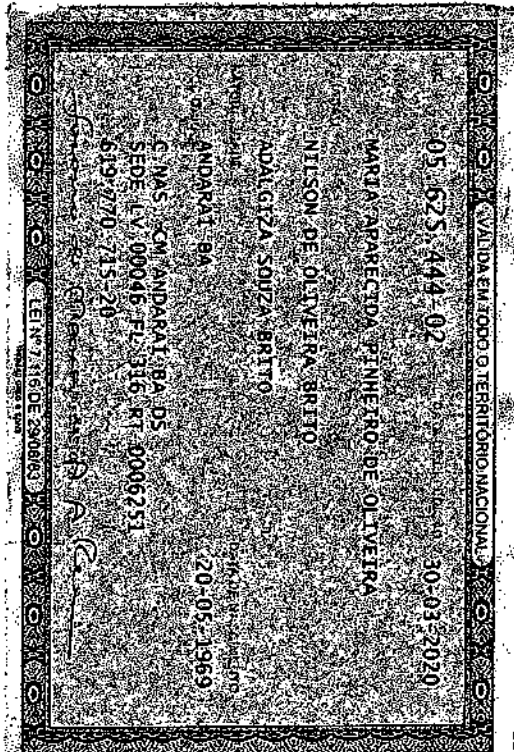 VÁLIDA EM TODO O TERRITÓRIO NACIONAL
05.625.444-02 30-03-2020
MARIA APARECIDA PINHEIRO DE OLIVEIRA
NILSON DE OLIVEIRA BRITO
ADALGIZA SOUZA BRITO
ANDARAÍ BA 20-05-1969
C.NAS. CM ANDARAÍ BA DS
SEDE LV 00046 FL 316 RT 0006251
619.270.715-20
LEI Nº 7.116 DE 29/08/83